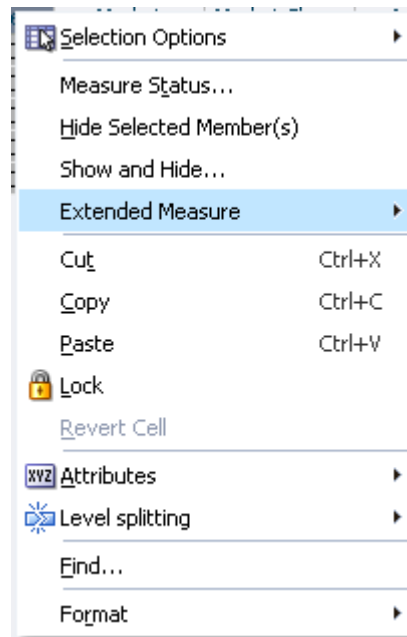 Selection Options
Measure Status...
Hide Selected Member(s)
Show and Hide...
Extended Measure
Cut Ctrl+X
Copy Ctrl+C
Paste Ctrl+V
Lock
Revert Cell
XYZ Attributes
Level splitting
Find...
Format